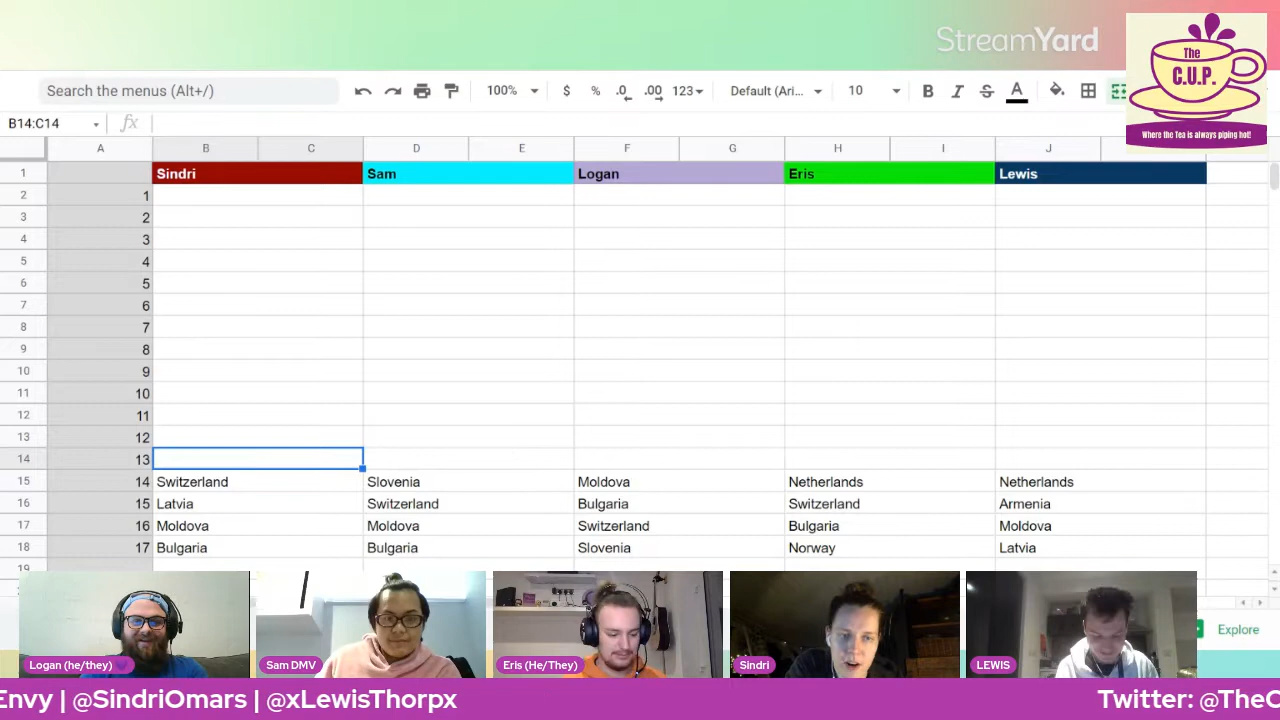 StreamYard
The
C.U.P.
Where the Tea is always piping hot!
Search the menus (Alt+/)
100%
$ % .0 .00 123
Default (Ari...
10
B I S A
B14:C14
fx
A B C D E F G H I J
1 Sindri Sam Logan Eris Lewis
2 1
3 2
4 3
5 4
6 5
7 6
8 7
9 8
10 9
11 10
12 11
13 12
14 13
15 14 Switzerland Slovenia Moldova Netherlands Netherlands
16 15 Latvia Switzerland Bulgaria Switzerland Armenia
17 16 Moldova Moldova Switzerland Bulgaria Moldova
18 17 Bulgaria Bulgaria Slovenia Norway Latvia
19
Explore
Logan (he/they)
Sam DMV
Eris (He/They)
Sindri
LEWIS
Envy | @SindriOmars | @xLewisThorpx
Twitter: @TheC